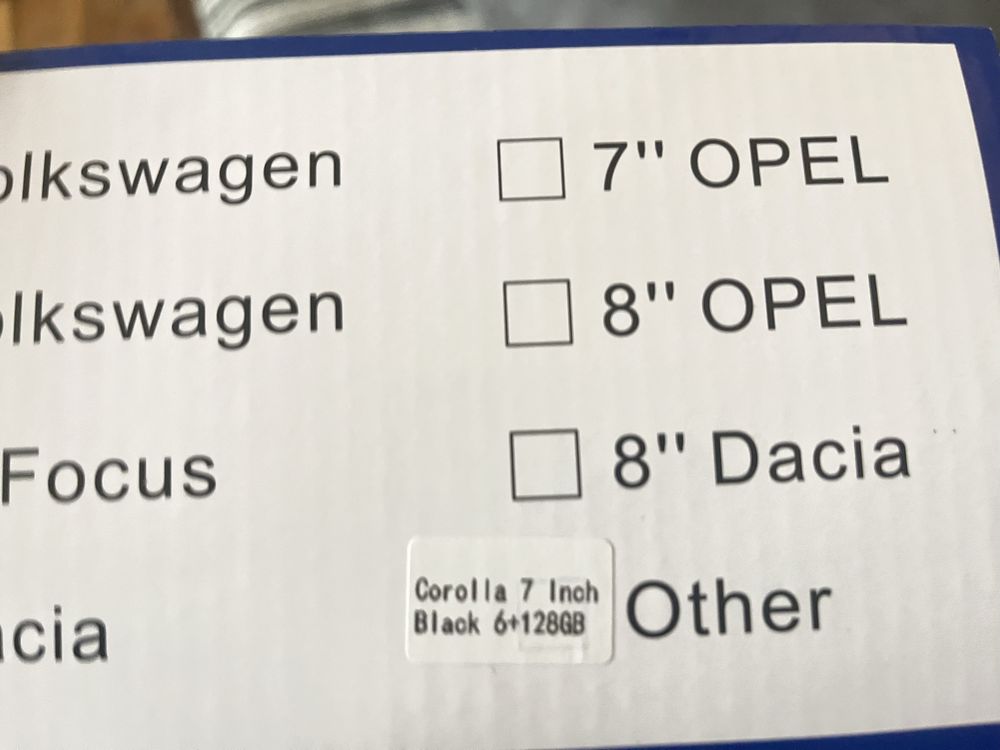 olkswagen
7" OPEL
olkswagen
8" OPEL
Focus
8" Dacia
acia
Corolla 7 Inch
Black 6+128GB
Other